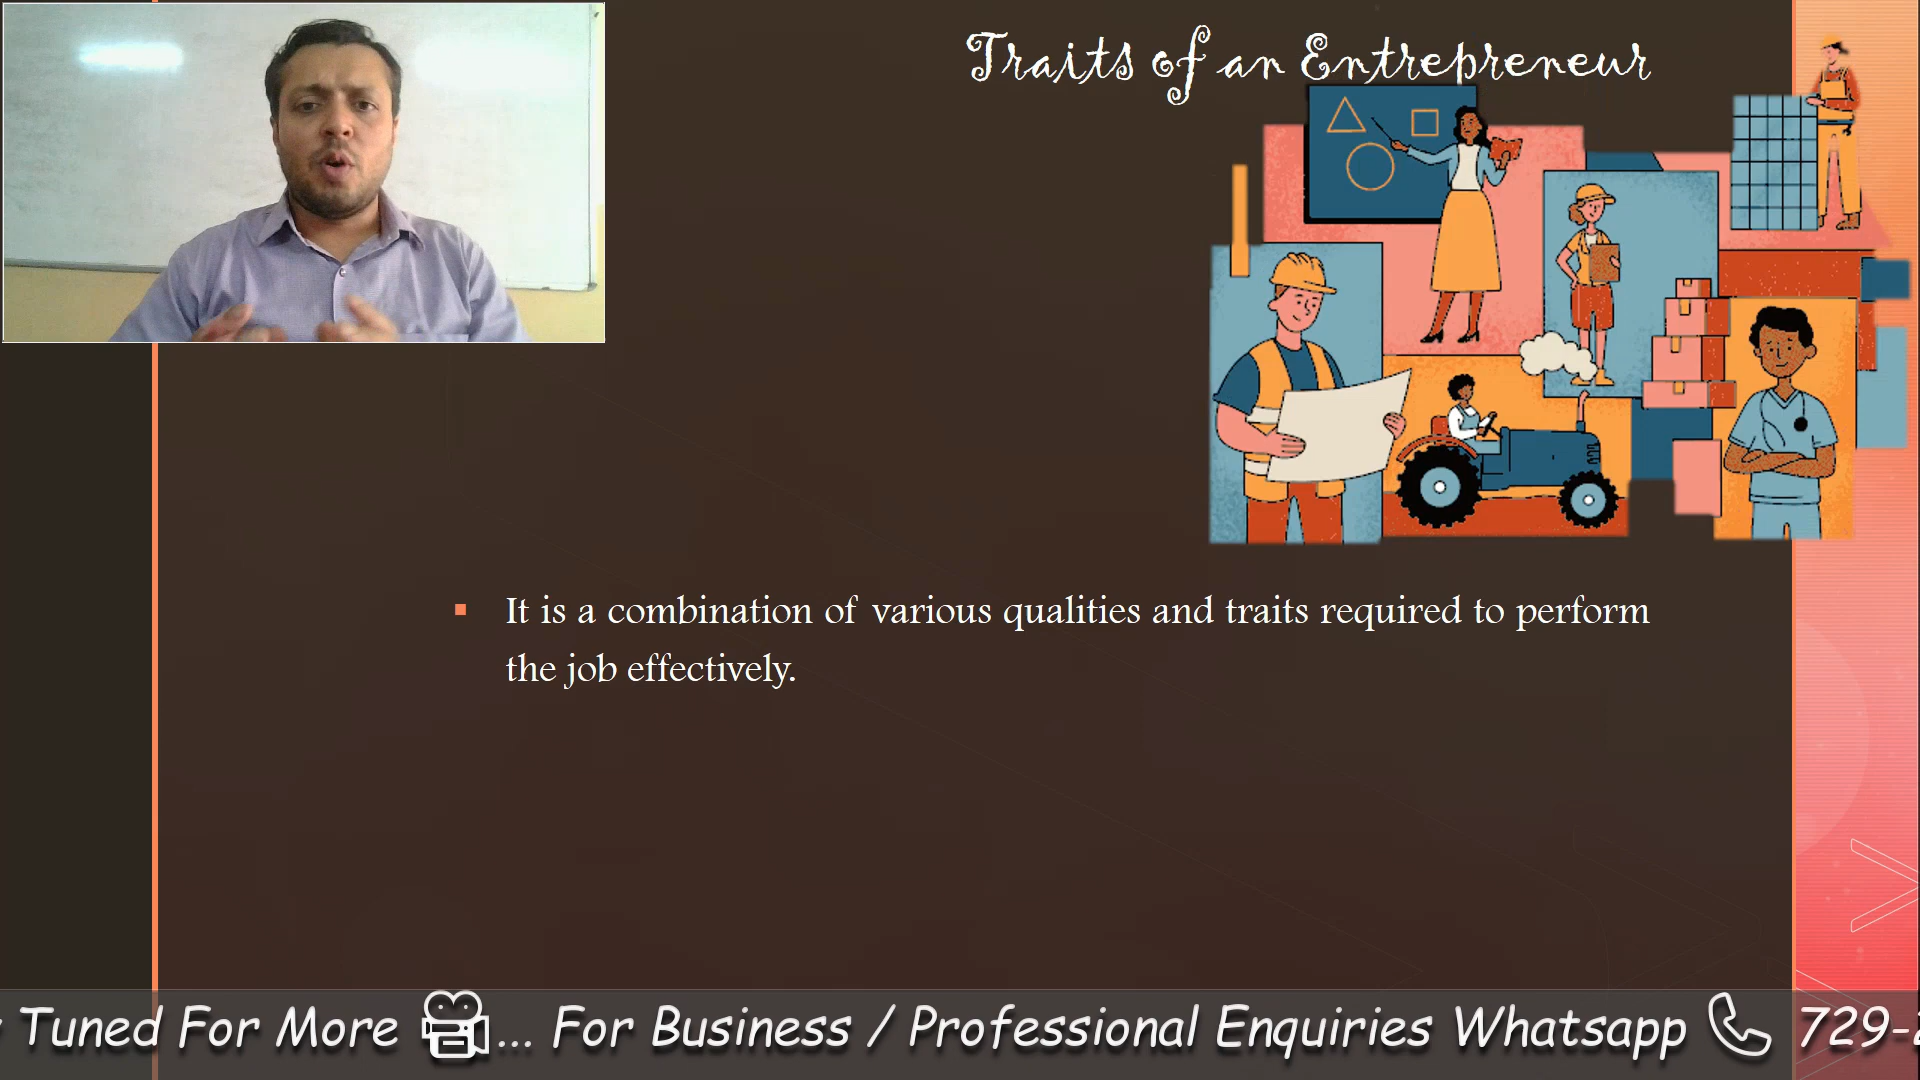 Traits of an Entrepreneur
It is a combination of various qualities and traits required to perform
the job effectively.
Tuned For More ... For Business / Professional Enquiries Whatsapp 729-